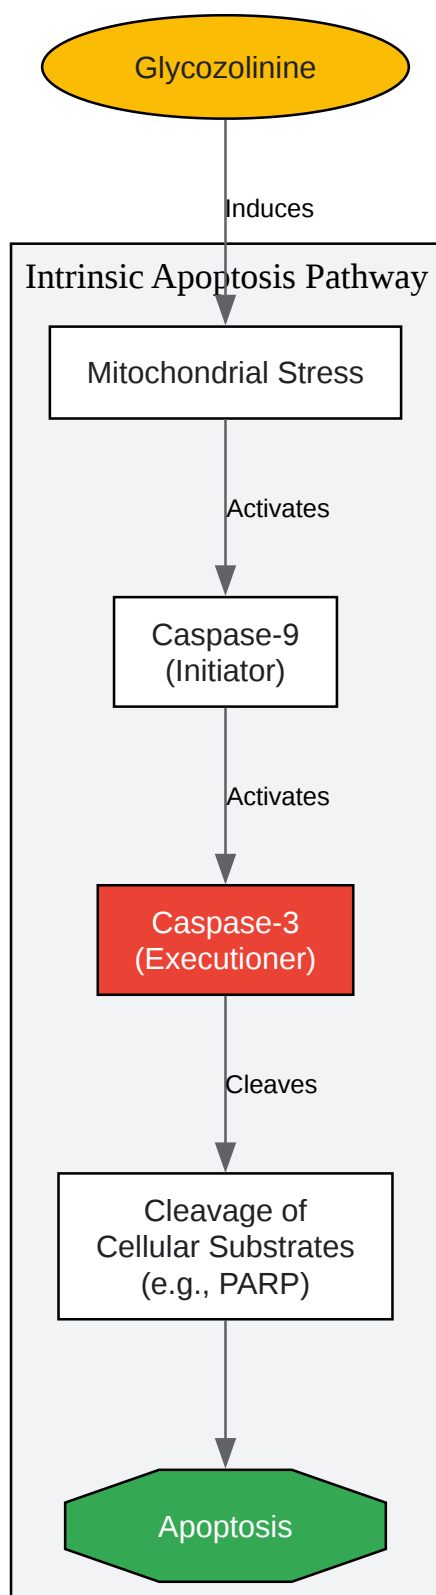 Glycozolinine
Induces
Intrinsic Apoptosis Pathway
Mitochondrial Stress
Activates
Caspase-9
(Initiator)
Activates
Caspase-3
(Executioner)
Cleaves
Cleavage of
Cellular Substrates
(e.g., PARP)
Apoptosis